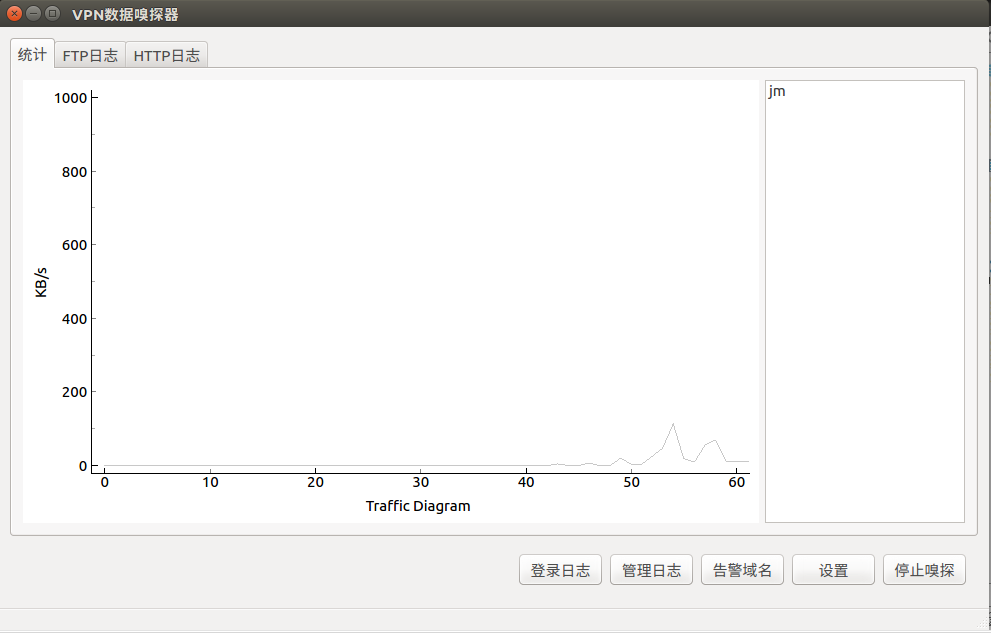 VPN数据嗅探器
统计
FTP日志
HTTP日志
1000
800
600
400
200
0
KB/s
0
10
20
30
40
50
60
Traffic Diagram
jm
登录日志
管理日志
告警域名
设置
停止嗅探